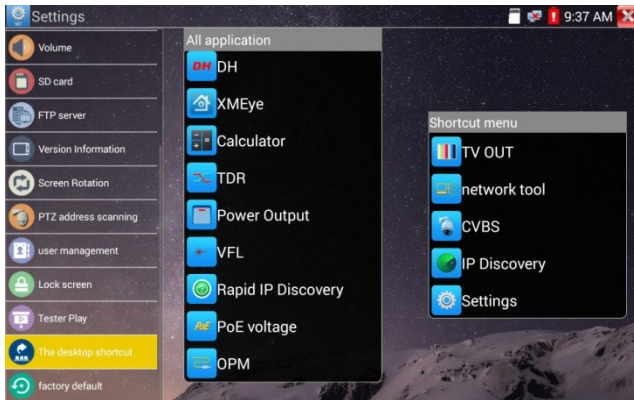 Settings
9:37 AM
Volume
SD card
FTP server
Version Information
Screen Rotation
PTZ address scanning
user management
Lock screen
Tester Play
The desktop shortcut
factory default
All application
DH DH
XMEye
Calculator
TDR
Power Output
VFL
Rapid IP Discovery
PoE PoE voltage
OPM
Shortcut menu
TV OUT
network tool
CVBS
IP Discovery
Settings